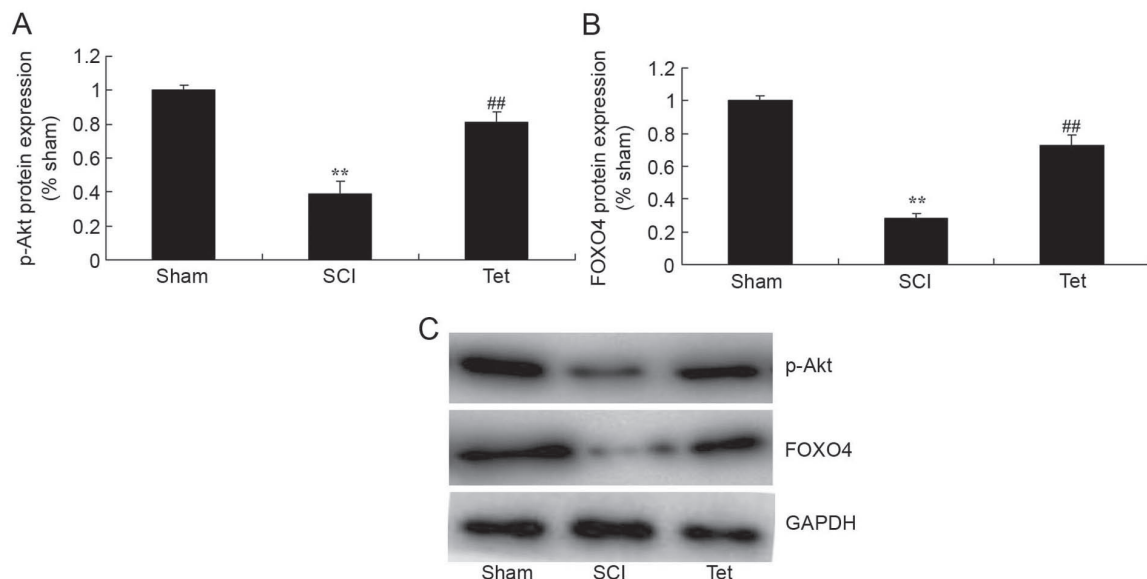 A
p-Akt protein expression
(% sham)
1.2
1
0.8
0.6
0.4
0.2
0
**
##
Sham
SCI
Tet
B
FOXO4 protein expression
(% sham)
1.2
1
0.8
0.6
0.4
0.2
0
**
##
Sham
SCI
Tet
C
p-Akt
FOXO4
GAPDH
Sham
SCI
Tet